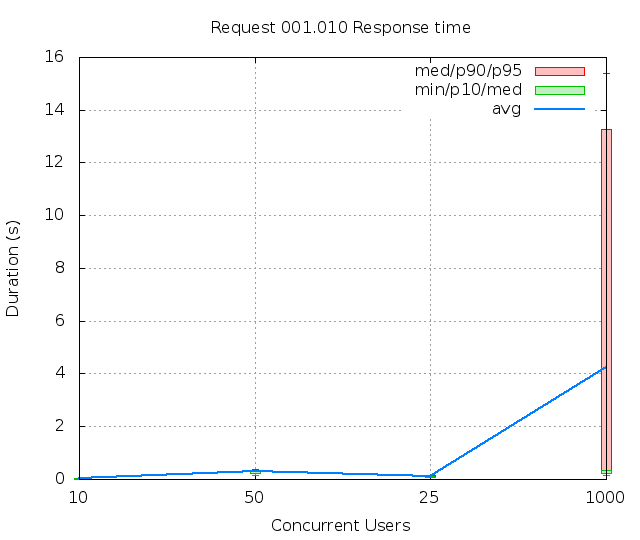 Request 001.010 Response time
16
14
12
10
8
6
4
2
0
Duration (s)
med/p90/p95
min/p10/med
avg
10 50 25 1000
Concurrent Users